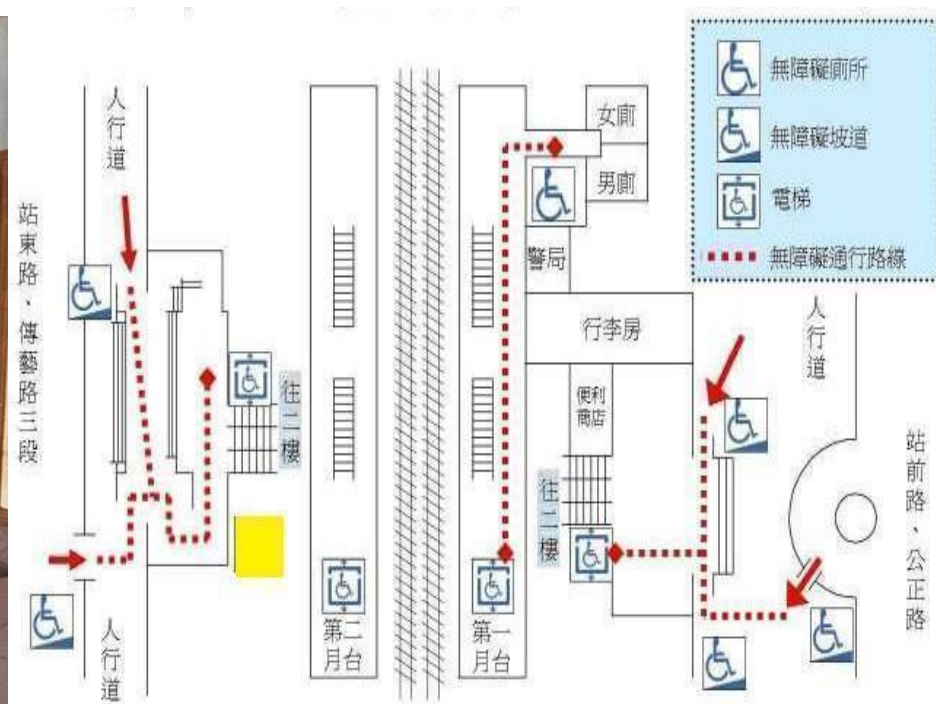 無障礙廁所
無障礙坡道
電梯
無障礙通行路線
人行道
站東路、傳藝路三段
往二樓
人行道
第二月台
第一月台
女廁
男廁
警局
行李房
便利商店
往二樓
人行道
站前路、公正路